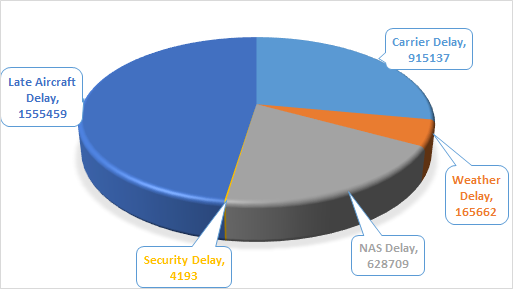 Carrier Delay,
915137
Late Aircraft
Delay,
1555459
Weather
Delay,
165662
NAS Delay,
628709
Security Delay,
4193